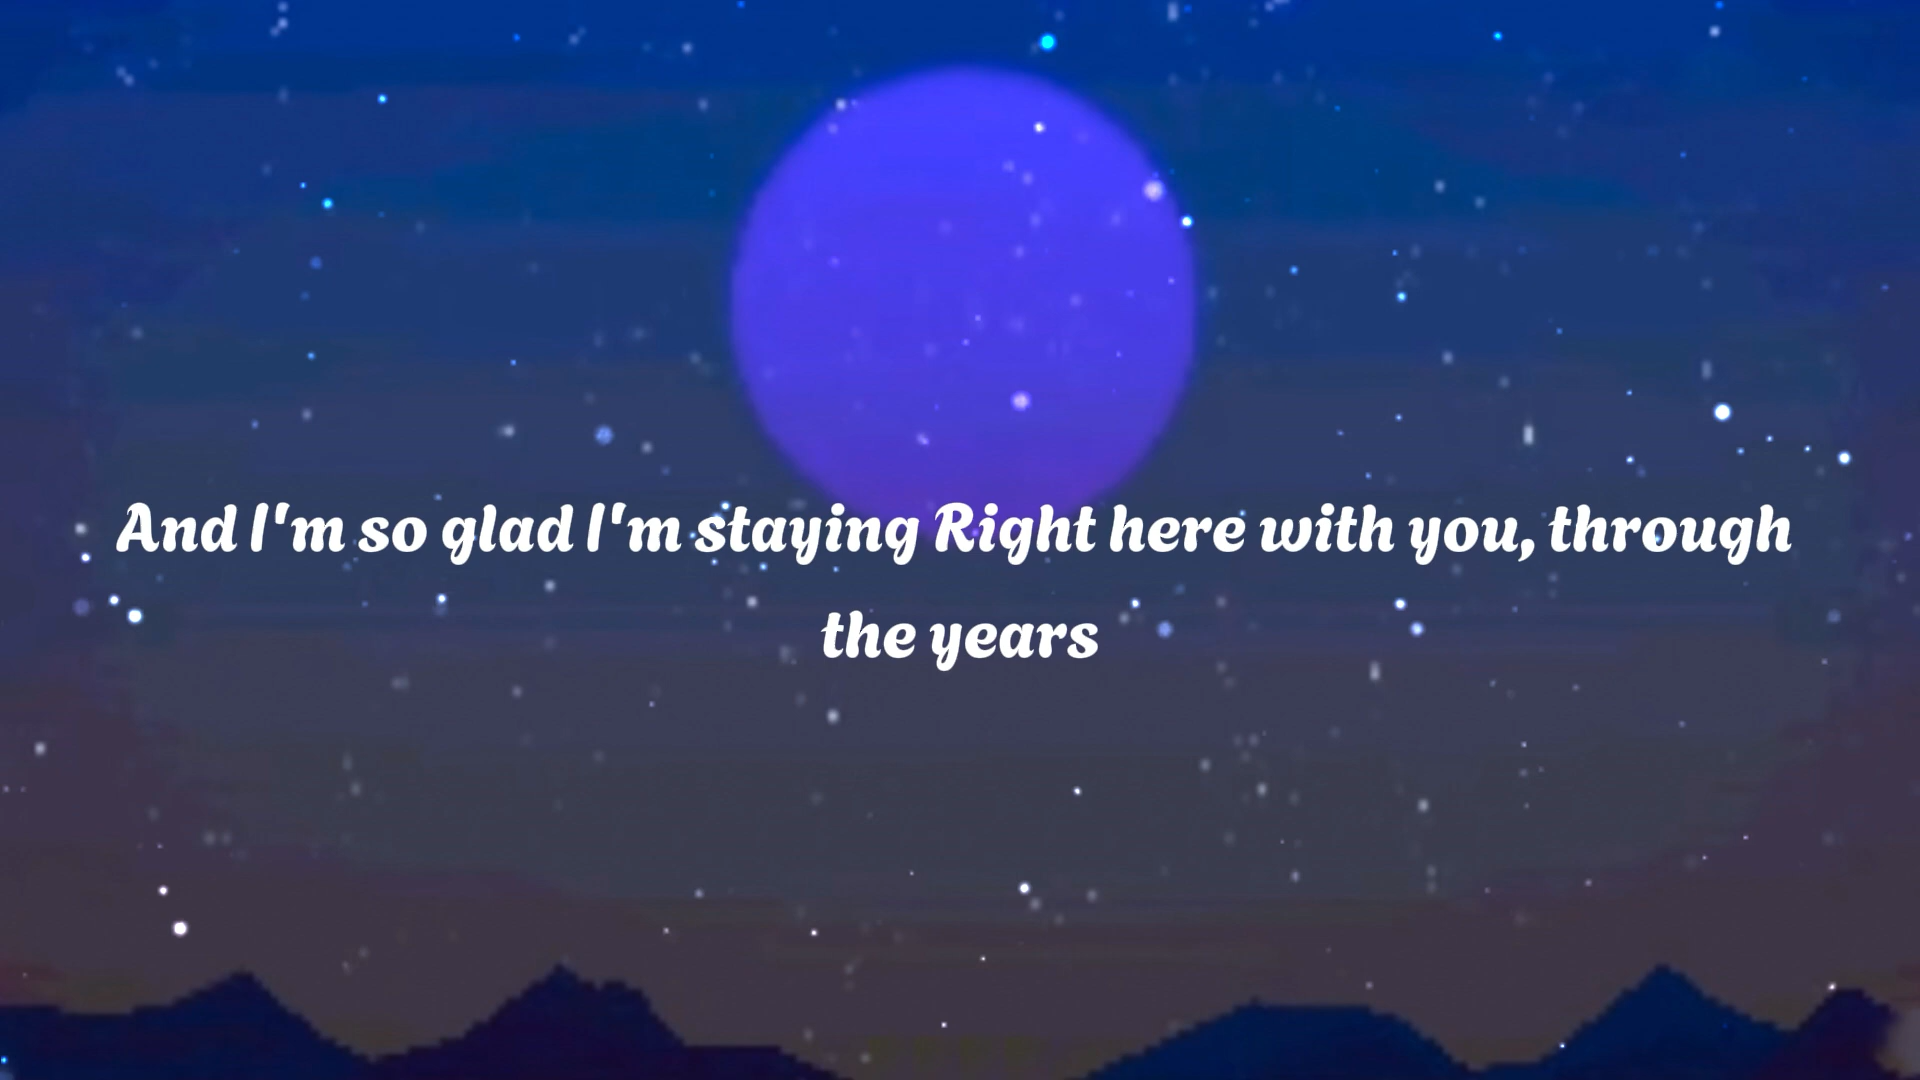 And I'm so glad I'm staying Right here with you, through
the years